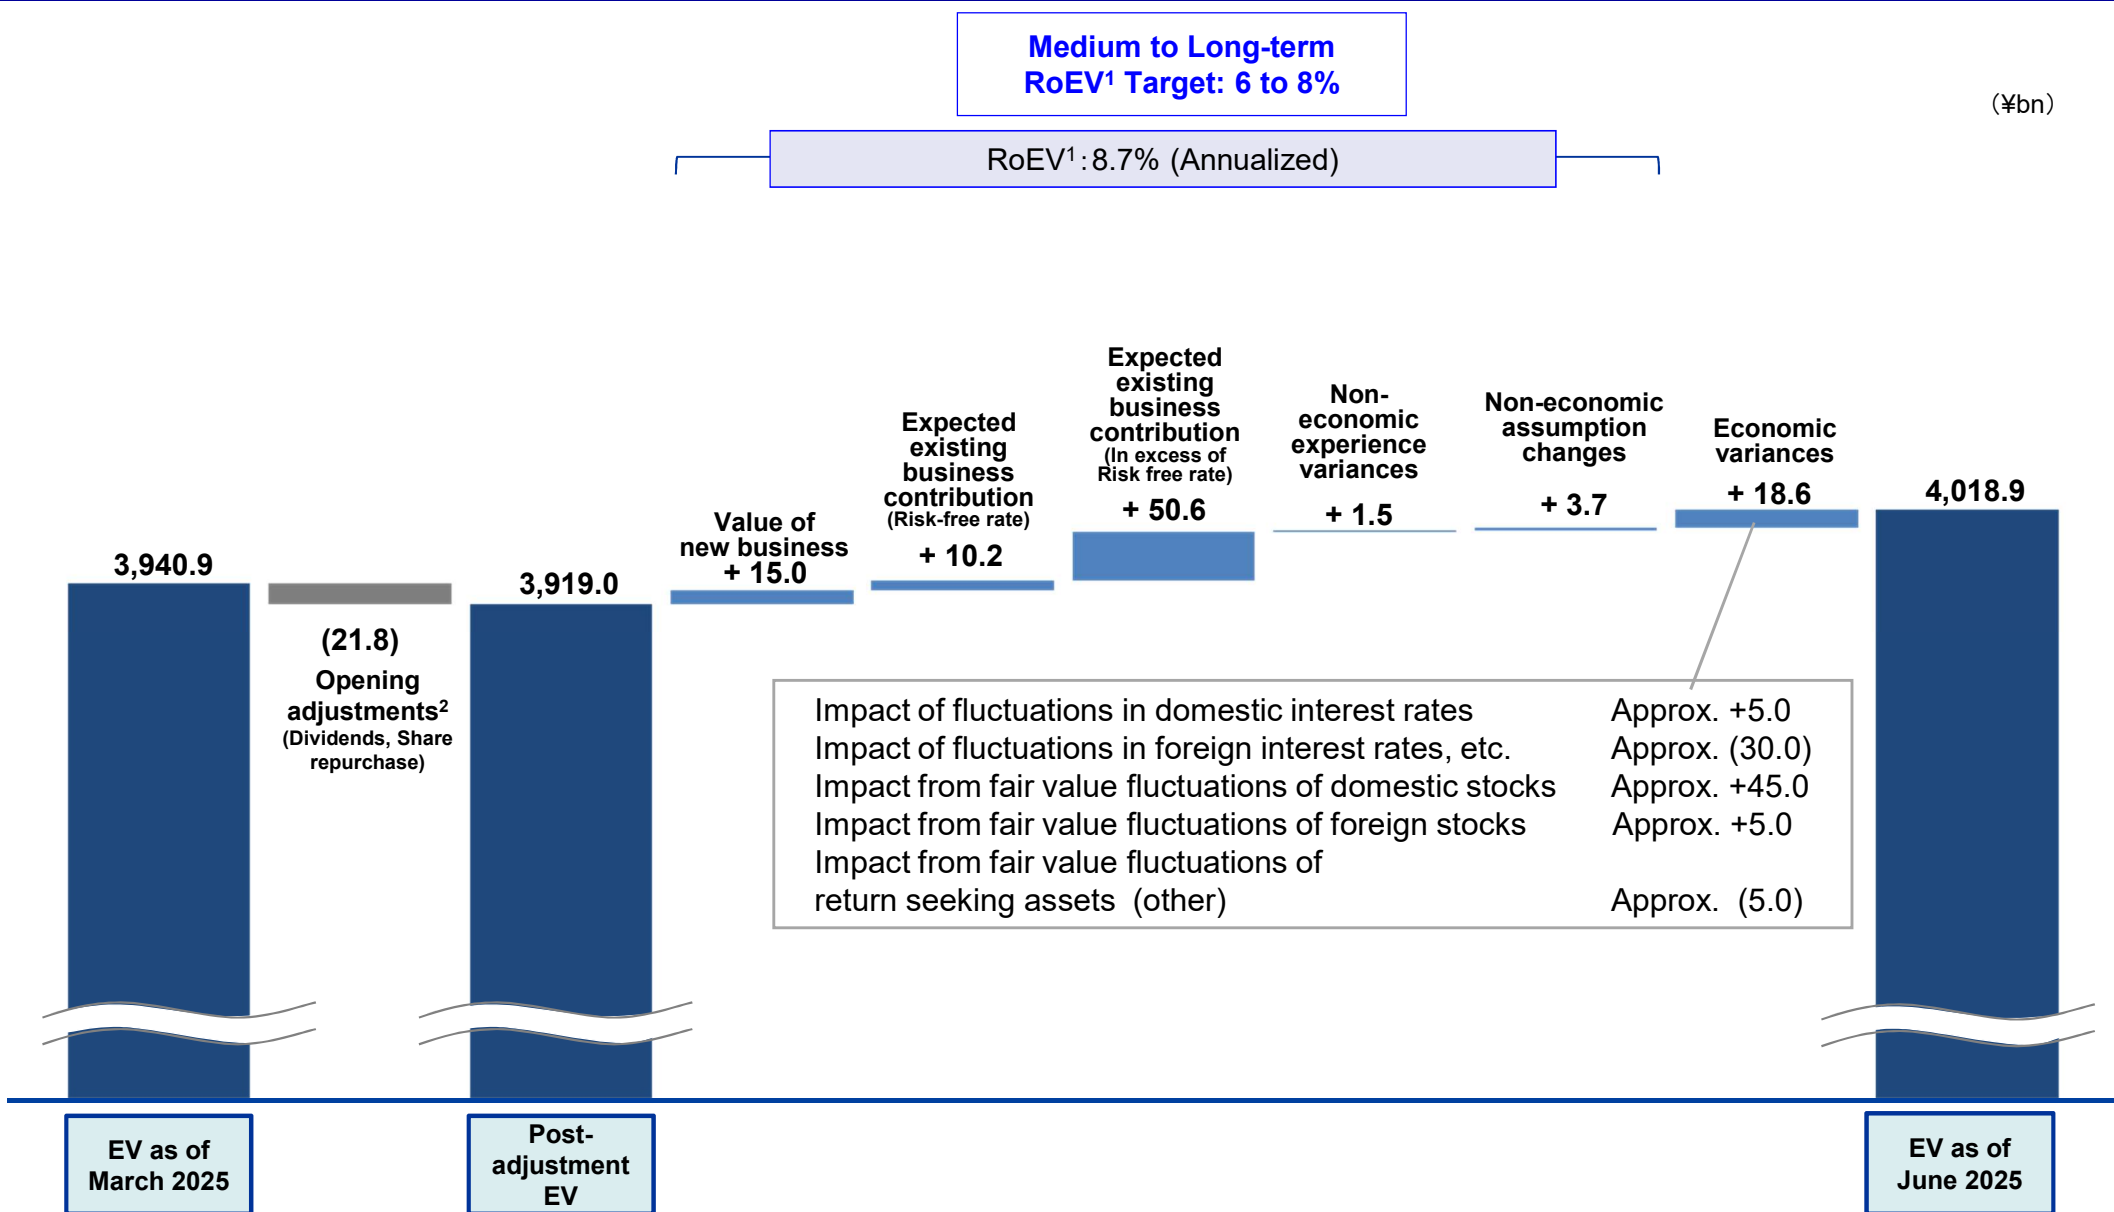 Medium to Long-term
RoEV¹ Target: 6 to 8%
（¥bn）
RoEV¹：8.7% (Annualized)
3,940.9
(21.8)
Opening
adjustments²
(Dividends, Share
repurchase)
3,919.0
Value of
new business
+ 15.0
Expected
existing
business
contribution
(Risk-free rate)
+ 10.2
Expected
existing
business
contribution
(In excess of
Risk free rate)
+ 50.6
Non-
economic
experience
variances
+ 1.5
Non-economic
assumption
changes
+ 3.7
Economic
variances
+ 18.6
4,018.9
Impact of fluctuations in domestic interest rates Approx. +5.0
Impact of fluctuations in foreign interest rates, etc. Approx. (30.0)
Impact from fair value fluctuations of domestic stocks Approx. +45.0
Impact from fair value fluctuations of foreign stocks Approx. +5.0
Impact from fair value fluctuations of
return seeking assets (other) Approx. (5.0)
EV as of
March 2025
Post-
adjustment
EV
EV as of
June 2025